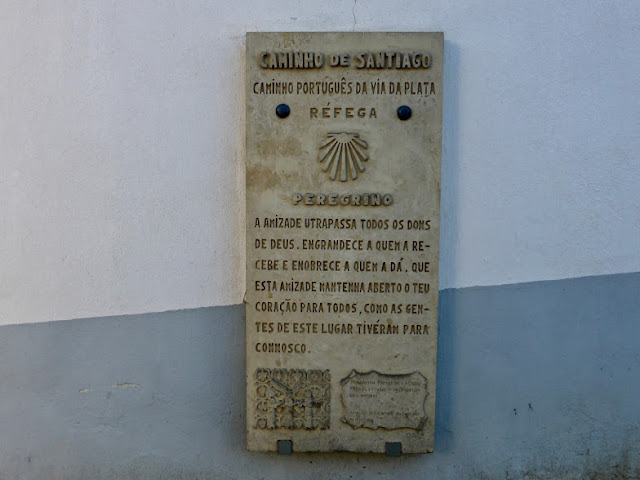 CAMINHO DE SANTIAGO
CAMINHO PORTUGUÊS DA VIA DA PLATA
RÉFEGA
PEREGRINO
A AMIZADE UTRAPASSA TODOS OS DONS
DE DEUS. ENGRANDECE A QUEM A RE-
CEBE E ENOBRECE A QUEM A DÁ. QUE
ESTA AMIZADE MANTENHA ABERTO O TEU
CORAÇÃO PARA TODOS, COMO AS GEN-
TES DE ESTE LUGAR TIVÉRAM PARA
CONNOSCO.